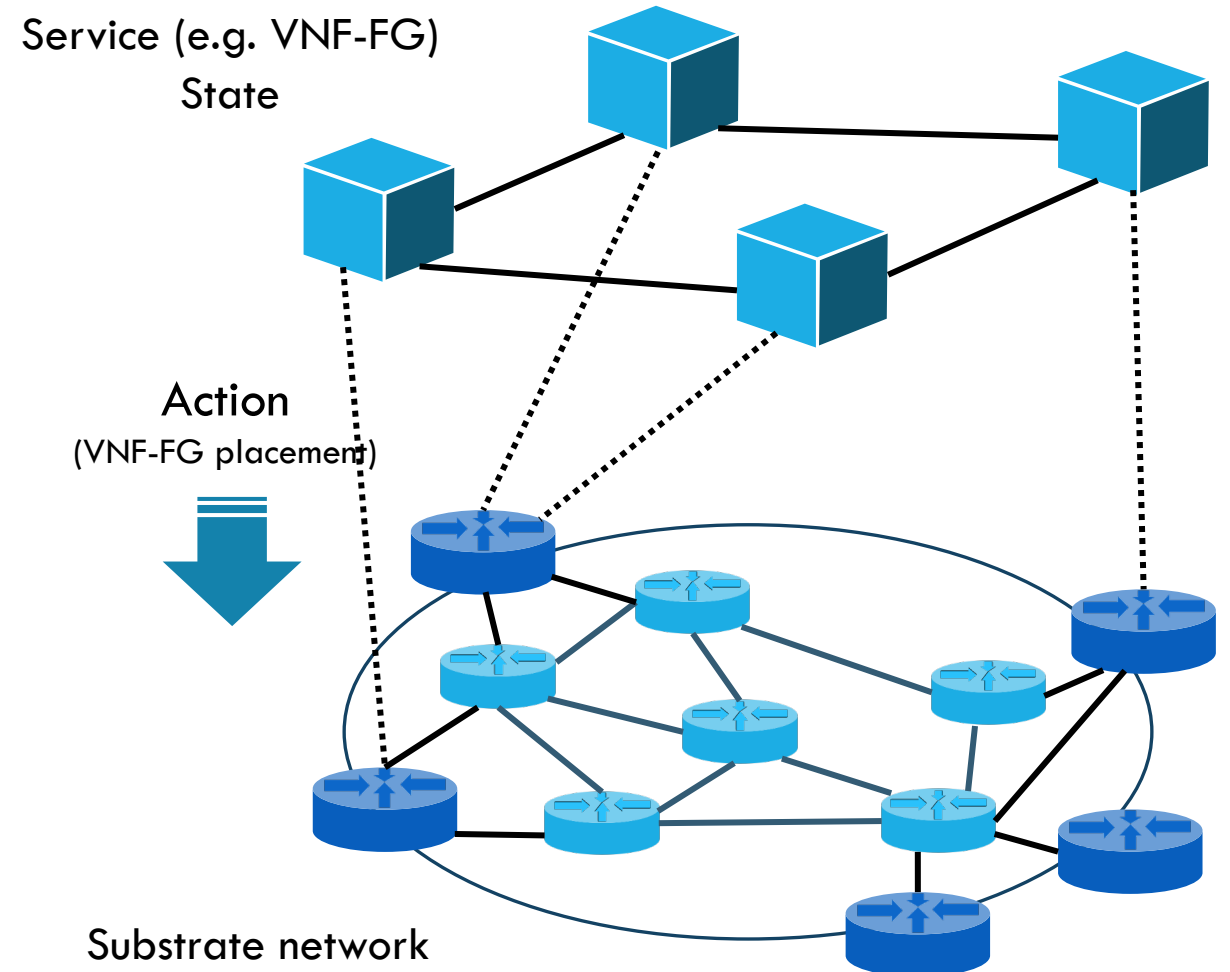 Service (e.g. VNF-FG)
State
Action
(VNF-FG placement)
Substrate network